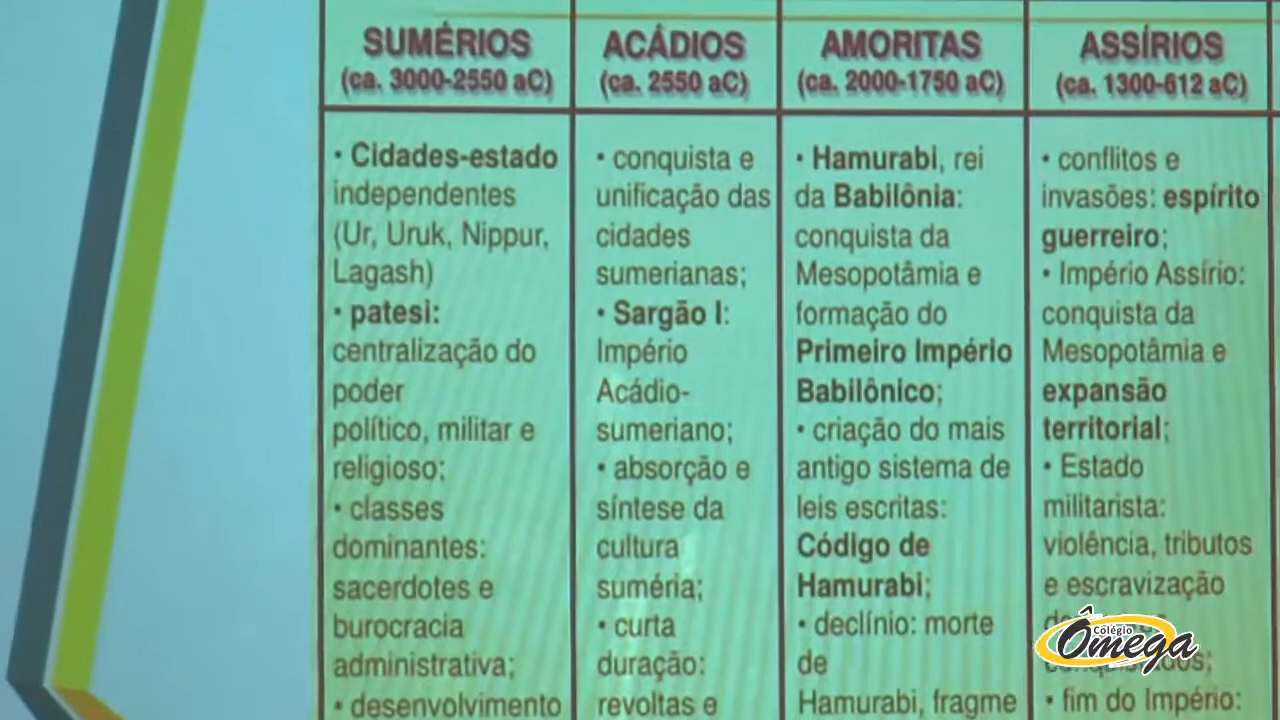 SUMÉRIOS
(ca. 3000-2550 aC)
• Cidades-estado
independentes
(Ur, Uruk, Nippur,
Lagash)
• patesi:
centralização do
poder
político, militar e
religioso;
• classes
dominantes:
sacerdotes e
burocracia
administrativa;
• desenvolvimento
ACÁDIOS
(ca. 2550 aC)
• conquista e
unificação das
cidades
sumerianas;
• Sargão I:
Império
Acádio-
sumeriano;
• absorção e
síntese da
cultura
suméria;
• curta
duração:
revoltas e
AMORITAS
(ca. 2000-1750 aC)
• Hamurabi, rei
da Babilônia:
conquista da
Mesopotâmia e
formação do
Primeiro Império
Babilônico;
• criação do mais
antigo sistema de
leis escritas:
Código de
Hamurabi;
• declínio: morte
de
Hamurabi, fragme
ASSÍRIOS
(ca. 1300-612 aC)
• conflitos e
invasões: espírito
guerreiro;
• Império Assírio:
conquista da
Mesopotâmia e
expansão
territorial;
• Estado
militarista:
violência, tributos
e escravização
• fim do Império:
Colégio
Ômega